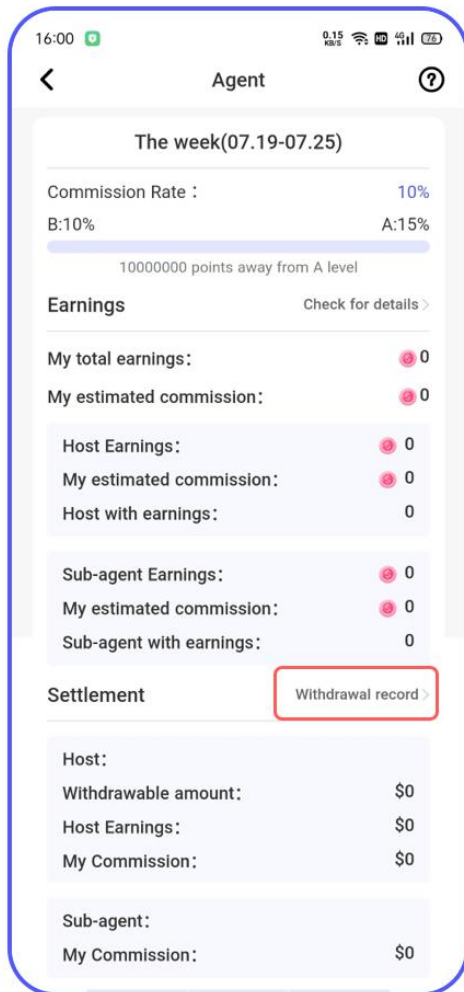 16:00 0.15 KB/S HD 4G 76
Agent
The week(07.19-07.25)
Commission Rate： 10%
B:10% A:15%
10000000 points away from A level
Earnings Check for details
My total earnings： 0
My estimated commission： 0
Host Earnings： 0
My estimated commission： 0
Host with earnings： 0
Sub-agent Earnings： 0
My estimated commission： 0
Sub-agent with earnings： 0
Settlement Withdrawal record
Host：
Withdrawable amount： $0
Host Earnings： $0
My Commission： $0
Sub-agent：
My Commission： $0